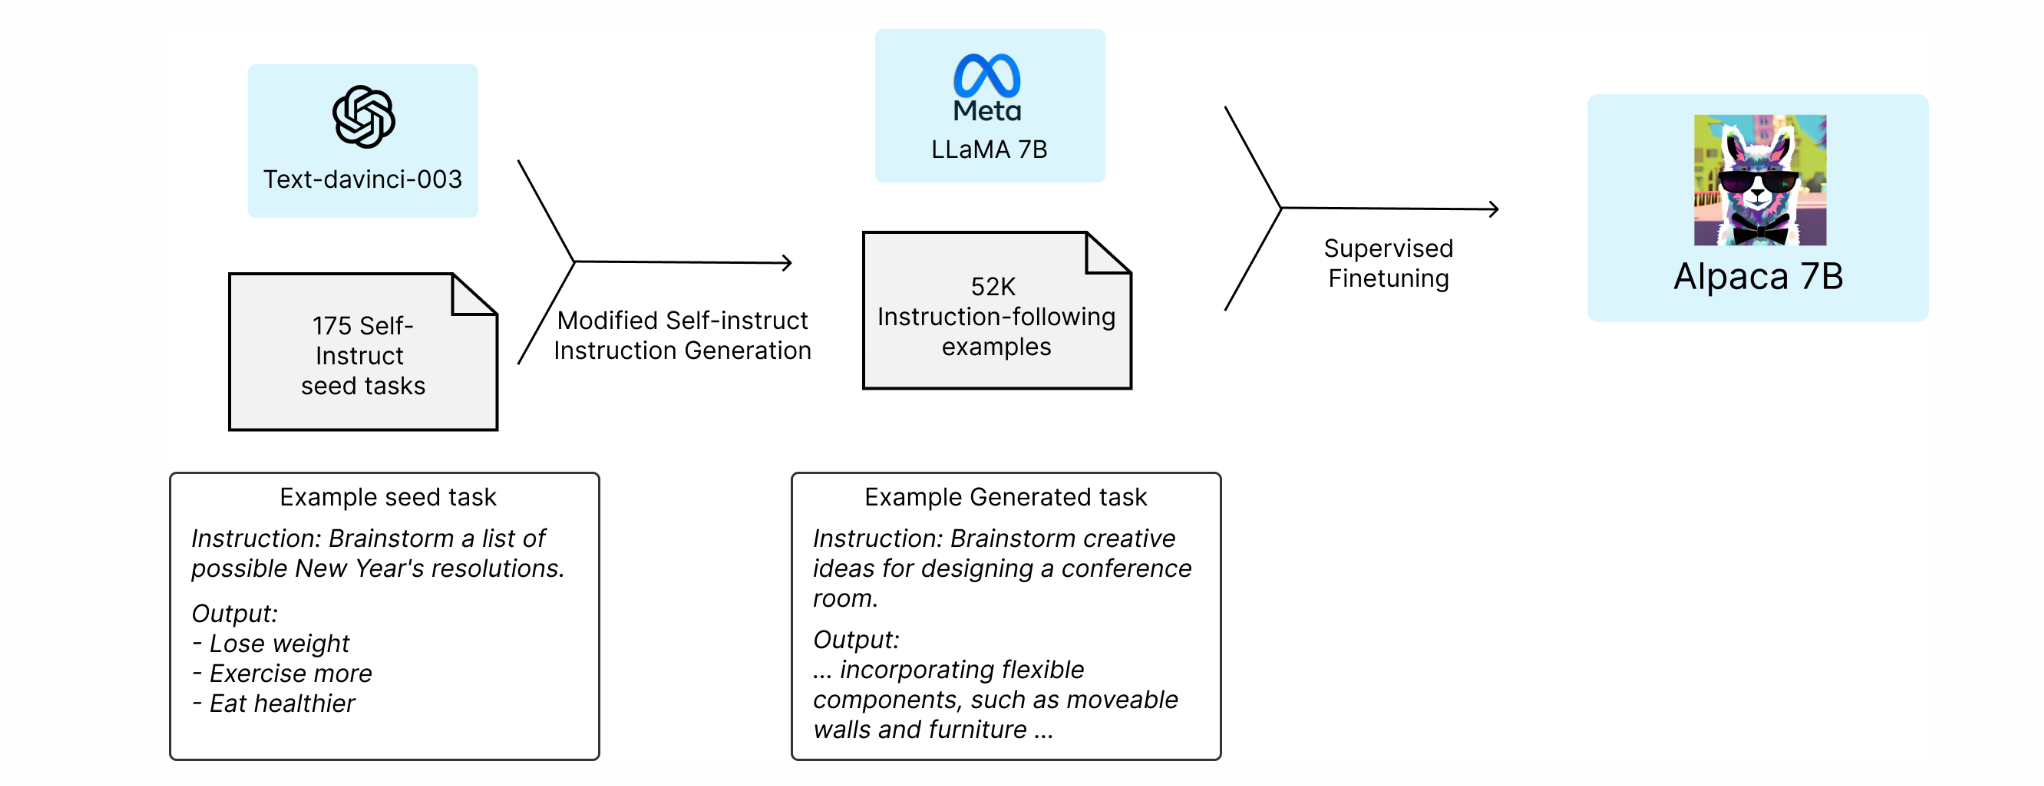 Text-davinci-003
175 Self-
Instruct
seed tasks
Modified Self-instruct
Instruction Generation
Meta
LLaMA 7B
52K
Instruction-following
examples
Supervised
Finetuning
Alpaca 7B
Example seed task
Instruction: Brainstorm a list of
possible New Year's resolutions.
Output:
- Lose weight
- Exercise more
- Eat healthier
Example Generated task
Instruction: Brainstorm creative
ideas for designing a conference
room.
Output:
... incorporating flexible
components, such as moveable
walls and furniture ...